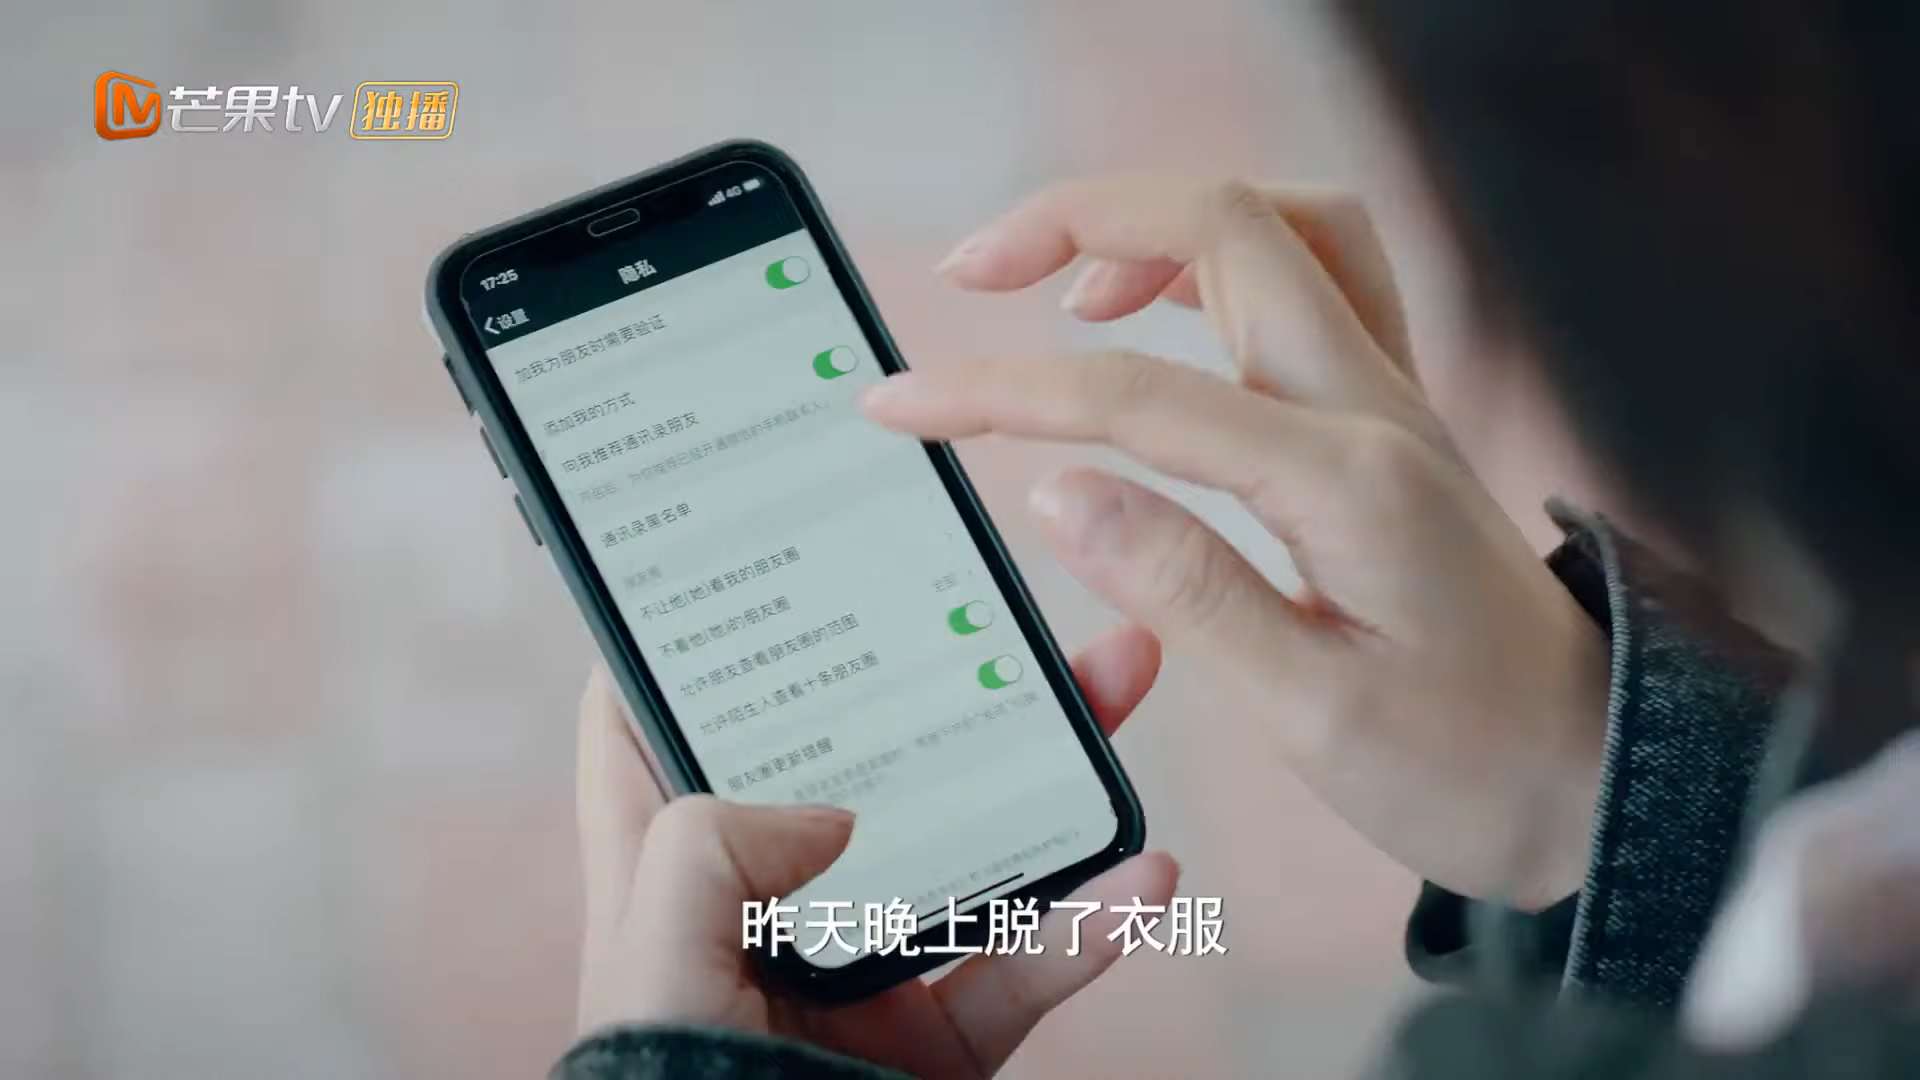 芒果tv 独播
4G
17:25
隐私
设置
加我为朋友时需要验证
添加我的方式
向我推荐通讯录朋友
通讯录黑名单
不让他(她)看我的朋友圈
不看他(她)的朋友圈
允许朋友查看朋友圈的范围
全部
允许陌生人查看十条朋友圈
朋友圈更新提醒
昨天晚上脱了衣服